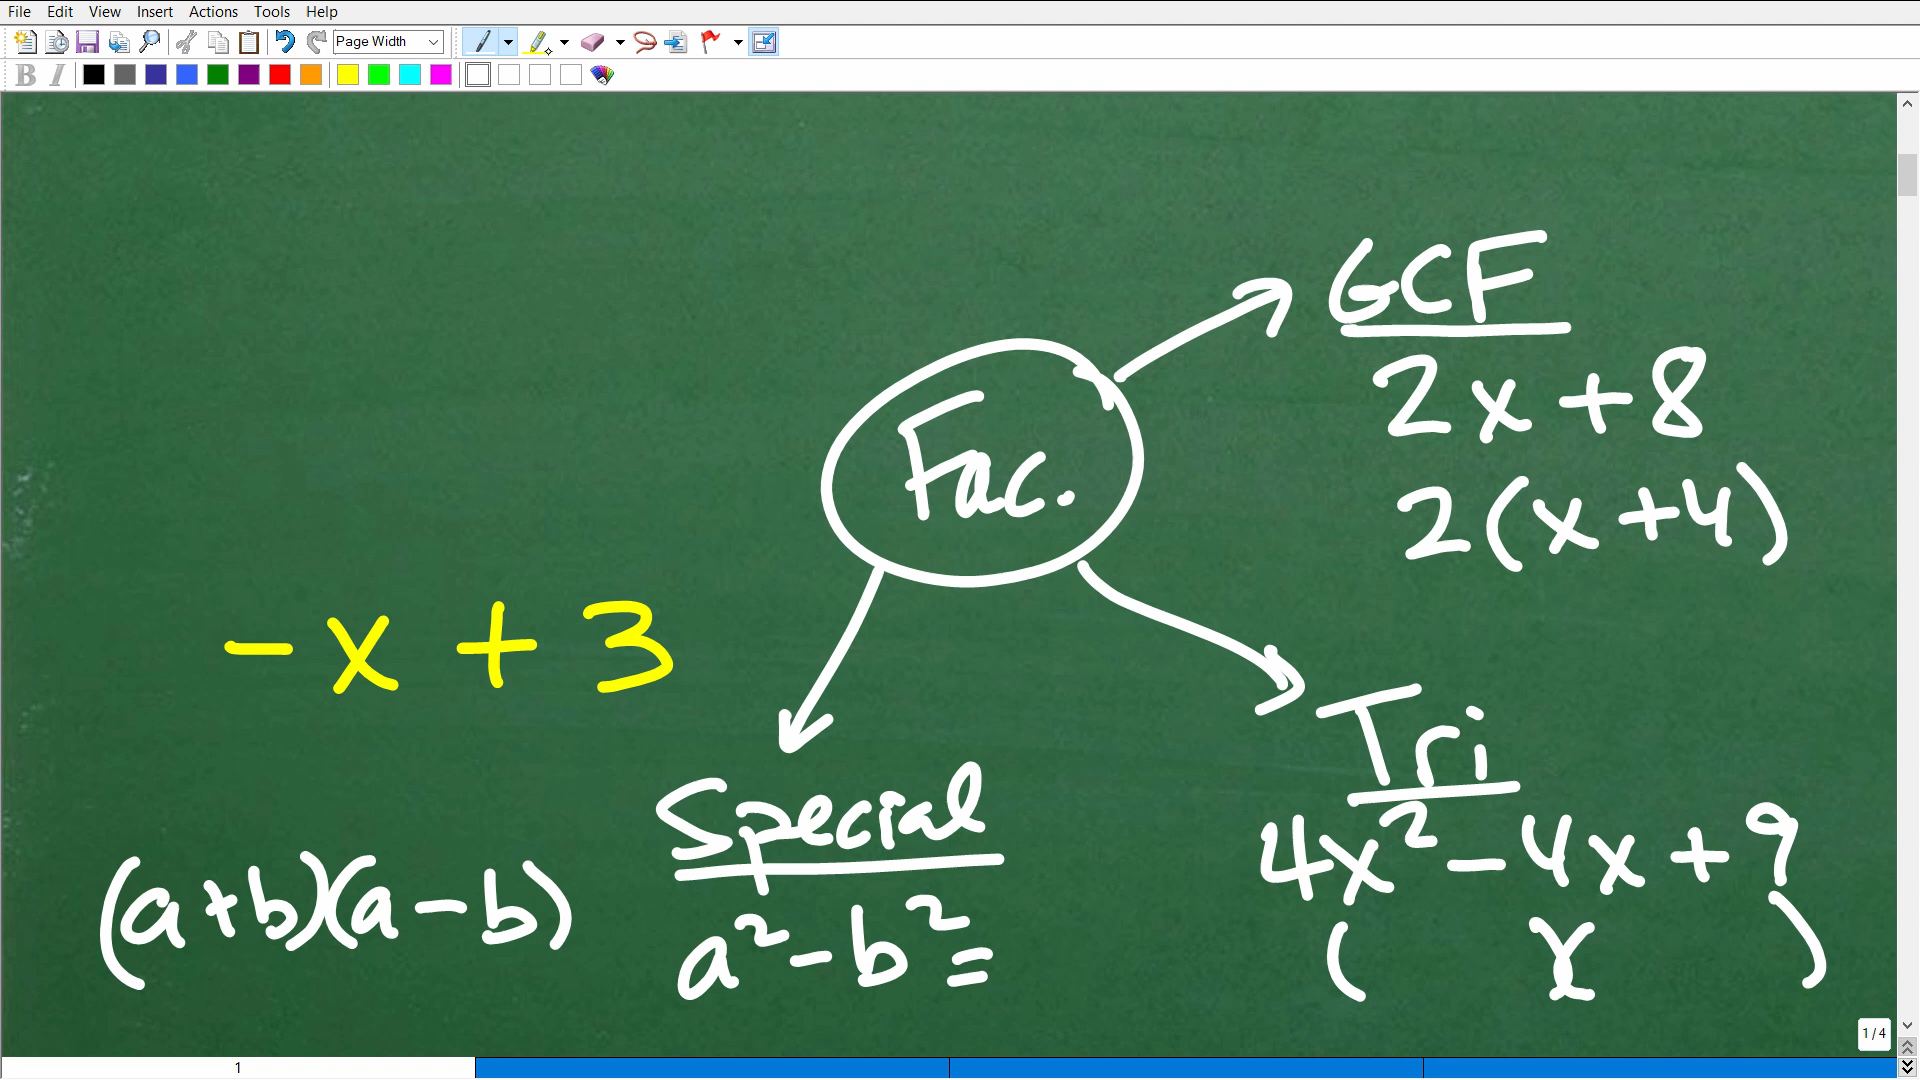 File Edit View Insert Actions Tools Help
Page Width
B I
GCF
2x+8
2(x+4)
Fac.
-x + 3
Tri
4x²-4x+9
( )( )
Special
a²-b²=
(a+b)(a-b)
1/4
1